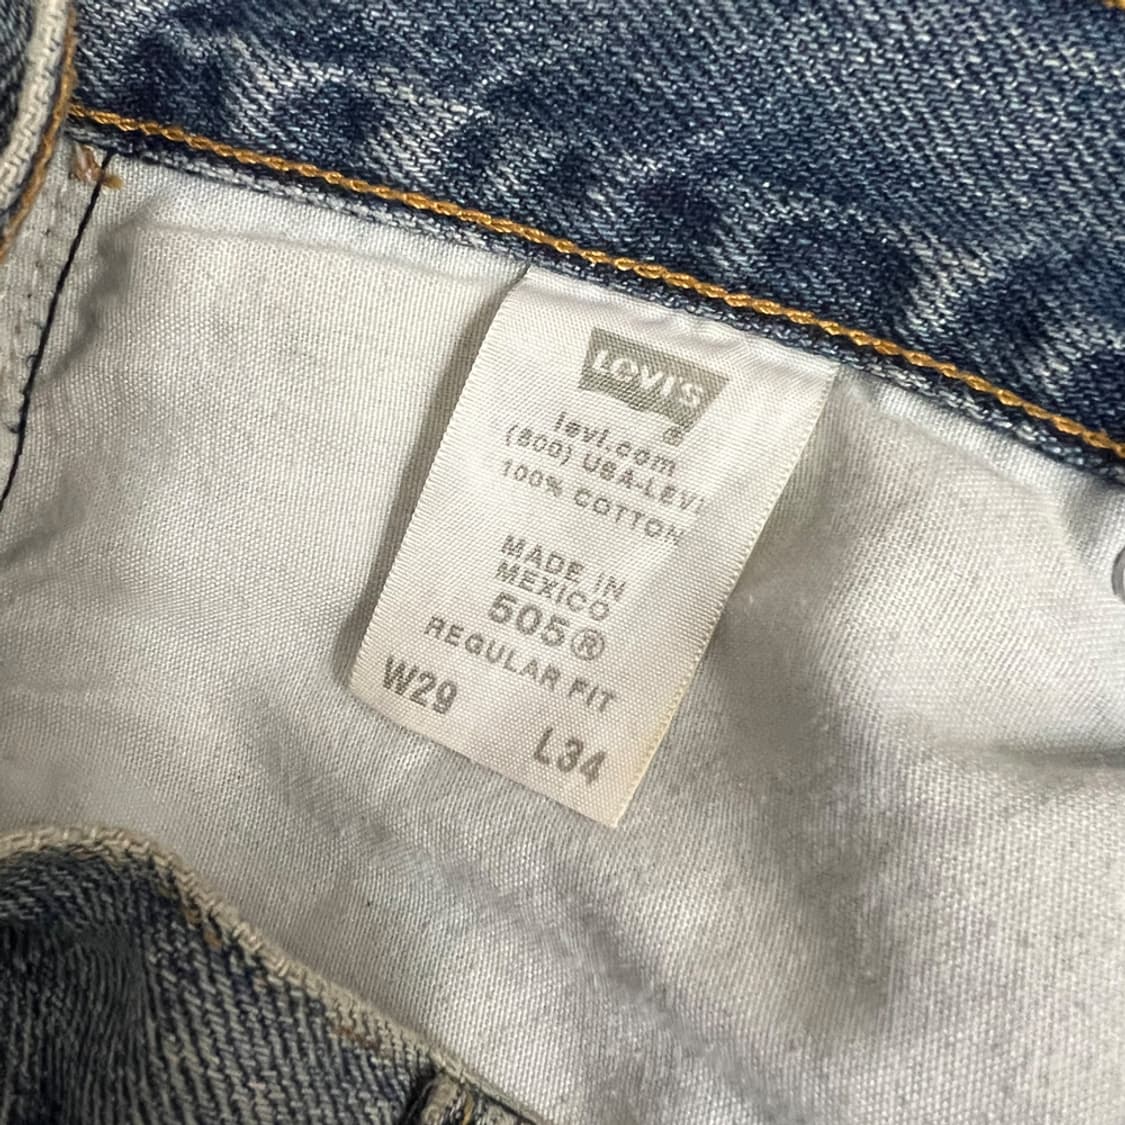 LEVI'S
®
levi.com
(800) USA-LEVI
100% COTTON
MADE IN
MEXICO
505®
REGULAR FIT
W29
L34